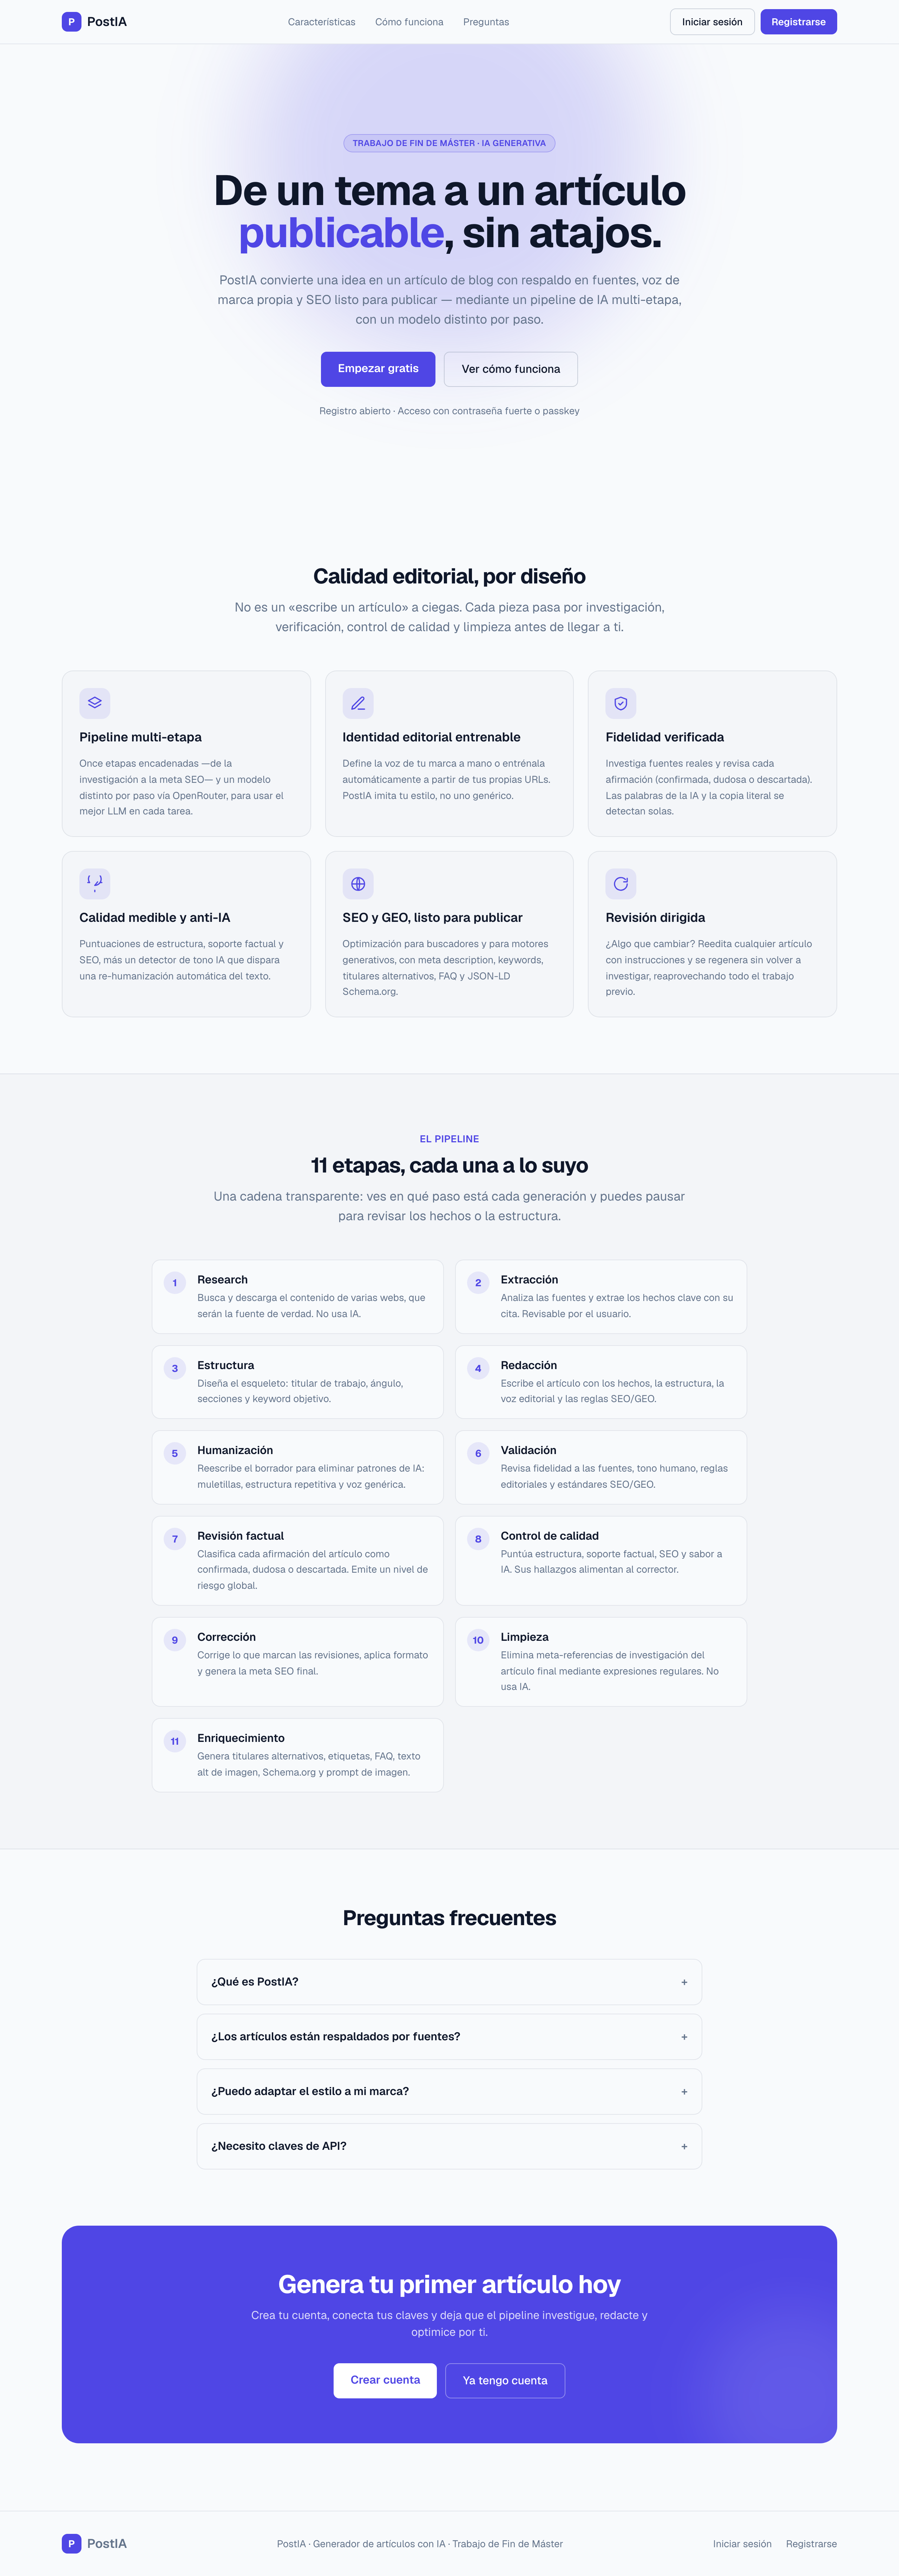 P PostIA
Características Cómo funciona Preguntas
Iniciar sesión Registrarse
TRABAJO DE FIN DE MÁSTER · IA GENERATIVA
De un tema a un artículo
publicable, sin atajos.
PostIA convierte una idea en un artículo de blog con respaldo en fuentes, voz de
marca propia y SEO listo para publicar — mediante un pipeline de IA multi-etapa,
con un modelo distinto por paso.
Empezar gratis Ver cómo funciona
Registro abierto · Acceso con contraseña fuerte o passkey
Calidad editorial, por diseño
No es un «escribe un artículo» a ciegas. Cada pieza pasa por investigación,
verificación, control de calidad y limpieza antes de llegar a ti.
Pipeline multi-etapa
Once etapas encadenadas —de la
investigación a la meta SEO— y un modelo
distinto por paso vía OpenRouter, para usar el
mejor LLM en cada tarea.
Identidad editorial entrenable
Define la voz de tu marca a mano o entrénala
automáticamente a partir de tus propias URLs.
PostIA imita tu estilo, no uno genérico.
Fidelidad verificada
Investiga fuentes reales y revisa cada
afirmación (confirmada, dudosa o descartada).
Las palabras de la IA y la copia literal se
detectan solas.
Calidad medible y anti-IA
Puntuaciones de estructura, soporte factual y
SEO, más un detector de tono IA que dispara
una re-humanización automática del texto.
SEO y GEO, listo para publicar
Optimización para buscadores y para motores
generativos, con meta description, keywords,
titulares alternativos, FAQ y JSON-LD
Schema.org.
Revisión dirigida
¿Algo que cambiar? Reedita cualquier artículo
con instrucciones y se regenera sin volver a
investigar, reaprovechando todo el trabajo
previo.
EL PIPELINE
11 etapas, cada una a lo suyo
Una cadena transparente: ves en qué paso está cada generación y puedes pausar
para revisar los hechos o la estructura.
1 Research
Busca y descarga el contenido de varias webs, que
serán la fuente de verdad. No usa IA.
2 Extracción
Analiza las fuentes y extrae los hechos clave con su
cita. Revisable por el usuario.
3 Estructura
Diseña el esqueleto: titular de trabajo, ángulo,
secciones y keyword objetivo.
4 Redacción
Escribe el artículo con los hechos, la estructura, la
voz editorial y las reglas SEO/GEO.
5 Humanización
Reescribe el borrador para eliminar patrones de IA:
muletillas, estructura repetitiva y voz genérica.
6 Validación
Revisa fidelidad a las fuentes, tono humano, reglas
editoriales y estándares SEO/GEO.
7 Revisión factual
Clasifica cada afirmación del artículo como
confirmada, dudosa o descartada. Emite un nivel de
riesgo global.
8 Control de calidad
Puntúa estructura, soporte factual, SEO y sabor a
IA. Sus hallazgos alimentan al corrector.
9 Corrección
Corrige lo que marcan las revisiones, aplica formato
y genera la meta SEO final.
10 Limpieza
Elimina meta-referencias de investigación del
artículo final mediante expresiones regulares. No
usa IA.
11 Enriquecimiento
Genera titulares alternativos, etiquetas, FAQ, texto
alt de imagen, Schema.org y prompt de imagen.
Preguntas frecuentes
¿Qué es PostIA? +
¿Los artículos están respaldados por fuentes? +
¿Puedo adaptar el estilo a mi marca? +
¿Necesito claves de API? +
Genera tu primer artículo hoy
Crea tu cuenta, conecta tus claves y deja que el pipeline investigue, redacte y
optimice por ti.
Crear cuenta Ya tengo cuenta
P PostIA
PostIA · Generador de artículos con IA · Trabajo de Fin de Máster
Iniciar sesión Registrarse